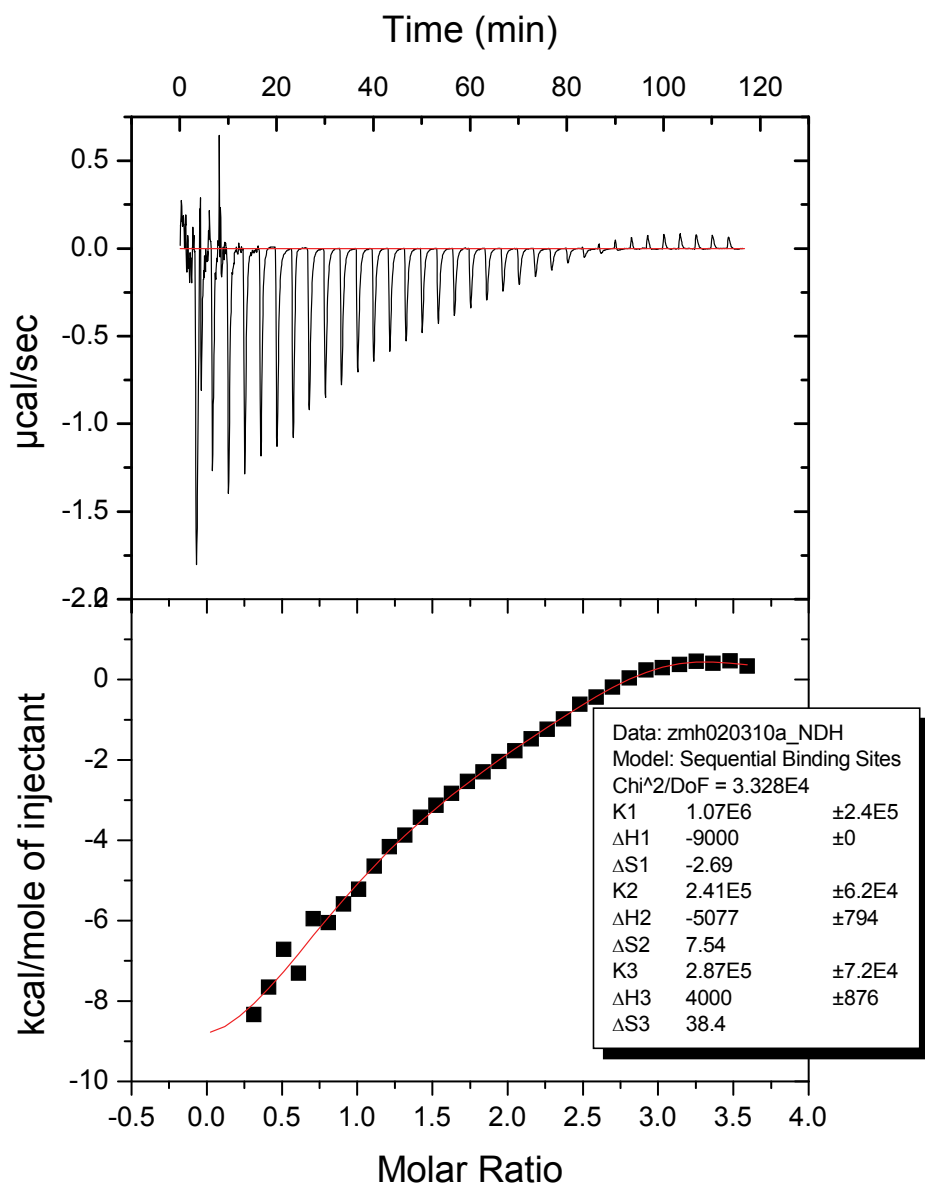 Time (min)
0 20 40 60 80 100 120
0.5
0.0
-0.5
-1.0
-1.5
-2.0
µcal/sec
2
0
-2
-4
-6
-8
-10
kcal/mole of injectant
Data: zmh020310a_NDH
Model: Sequential Binding Sites
Chi^2/DoF = 3.328E4
K1 1.07E6 ±2.4E5
ΔH1 -9000 ±0
ΔS1 -2.69
K2 2.41E5 ±6.2E4
ΔH2 -5077 ±794
ΔS2 7.54
K3 2.87E5 ±7.2E4
ΔH3 4000 ±876
ΔS3 38.4
-0.5 0.0 0.5 1.0 1.5 2.0 2.5 3.0 3.5 4.0
Molar Ratio